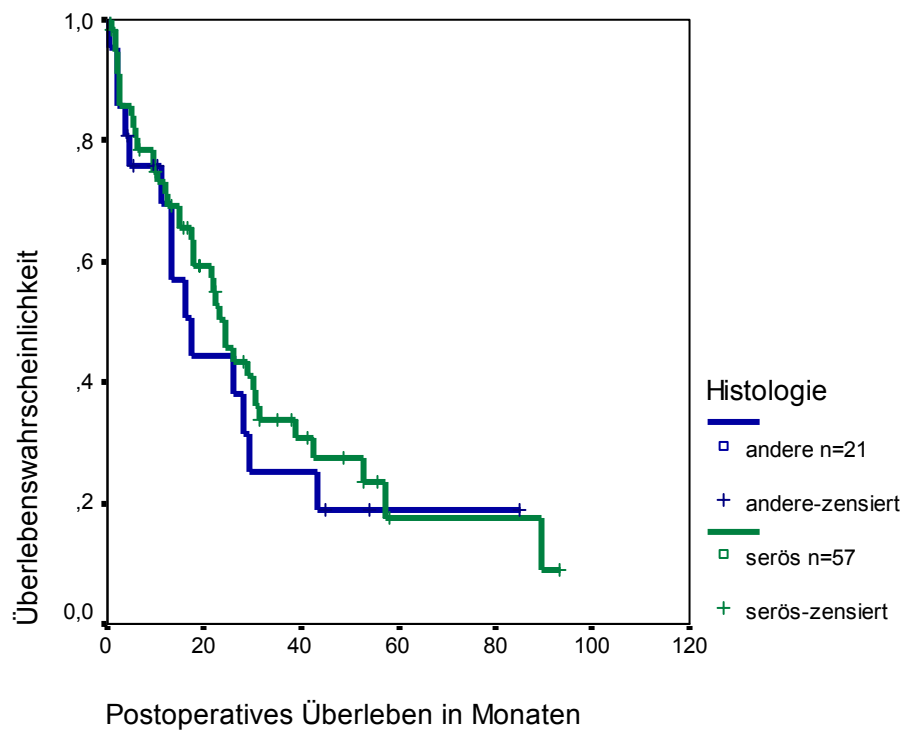 1,0
,8
,6
,4
,2
0,0
Überlebenswahrscheinlichkeit
0 20 40 60 80 100 120
Postoperatives Überleben in Monaten
Histologie
andere n=21
andere-zensiert
serös n=57
serös-zensiert